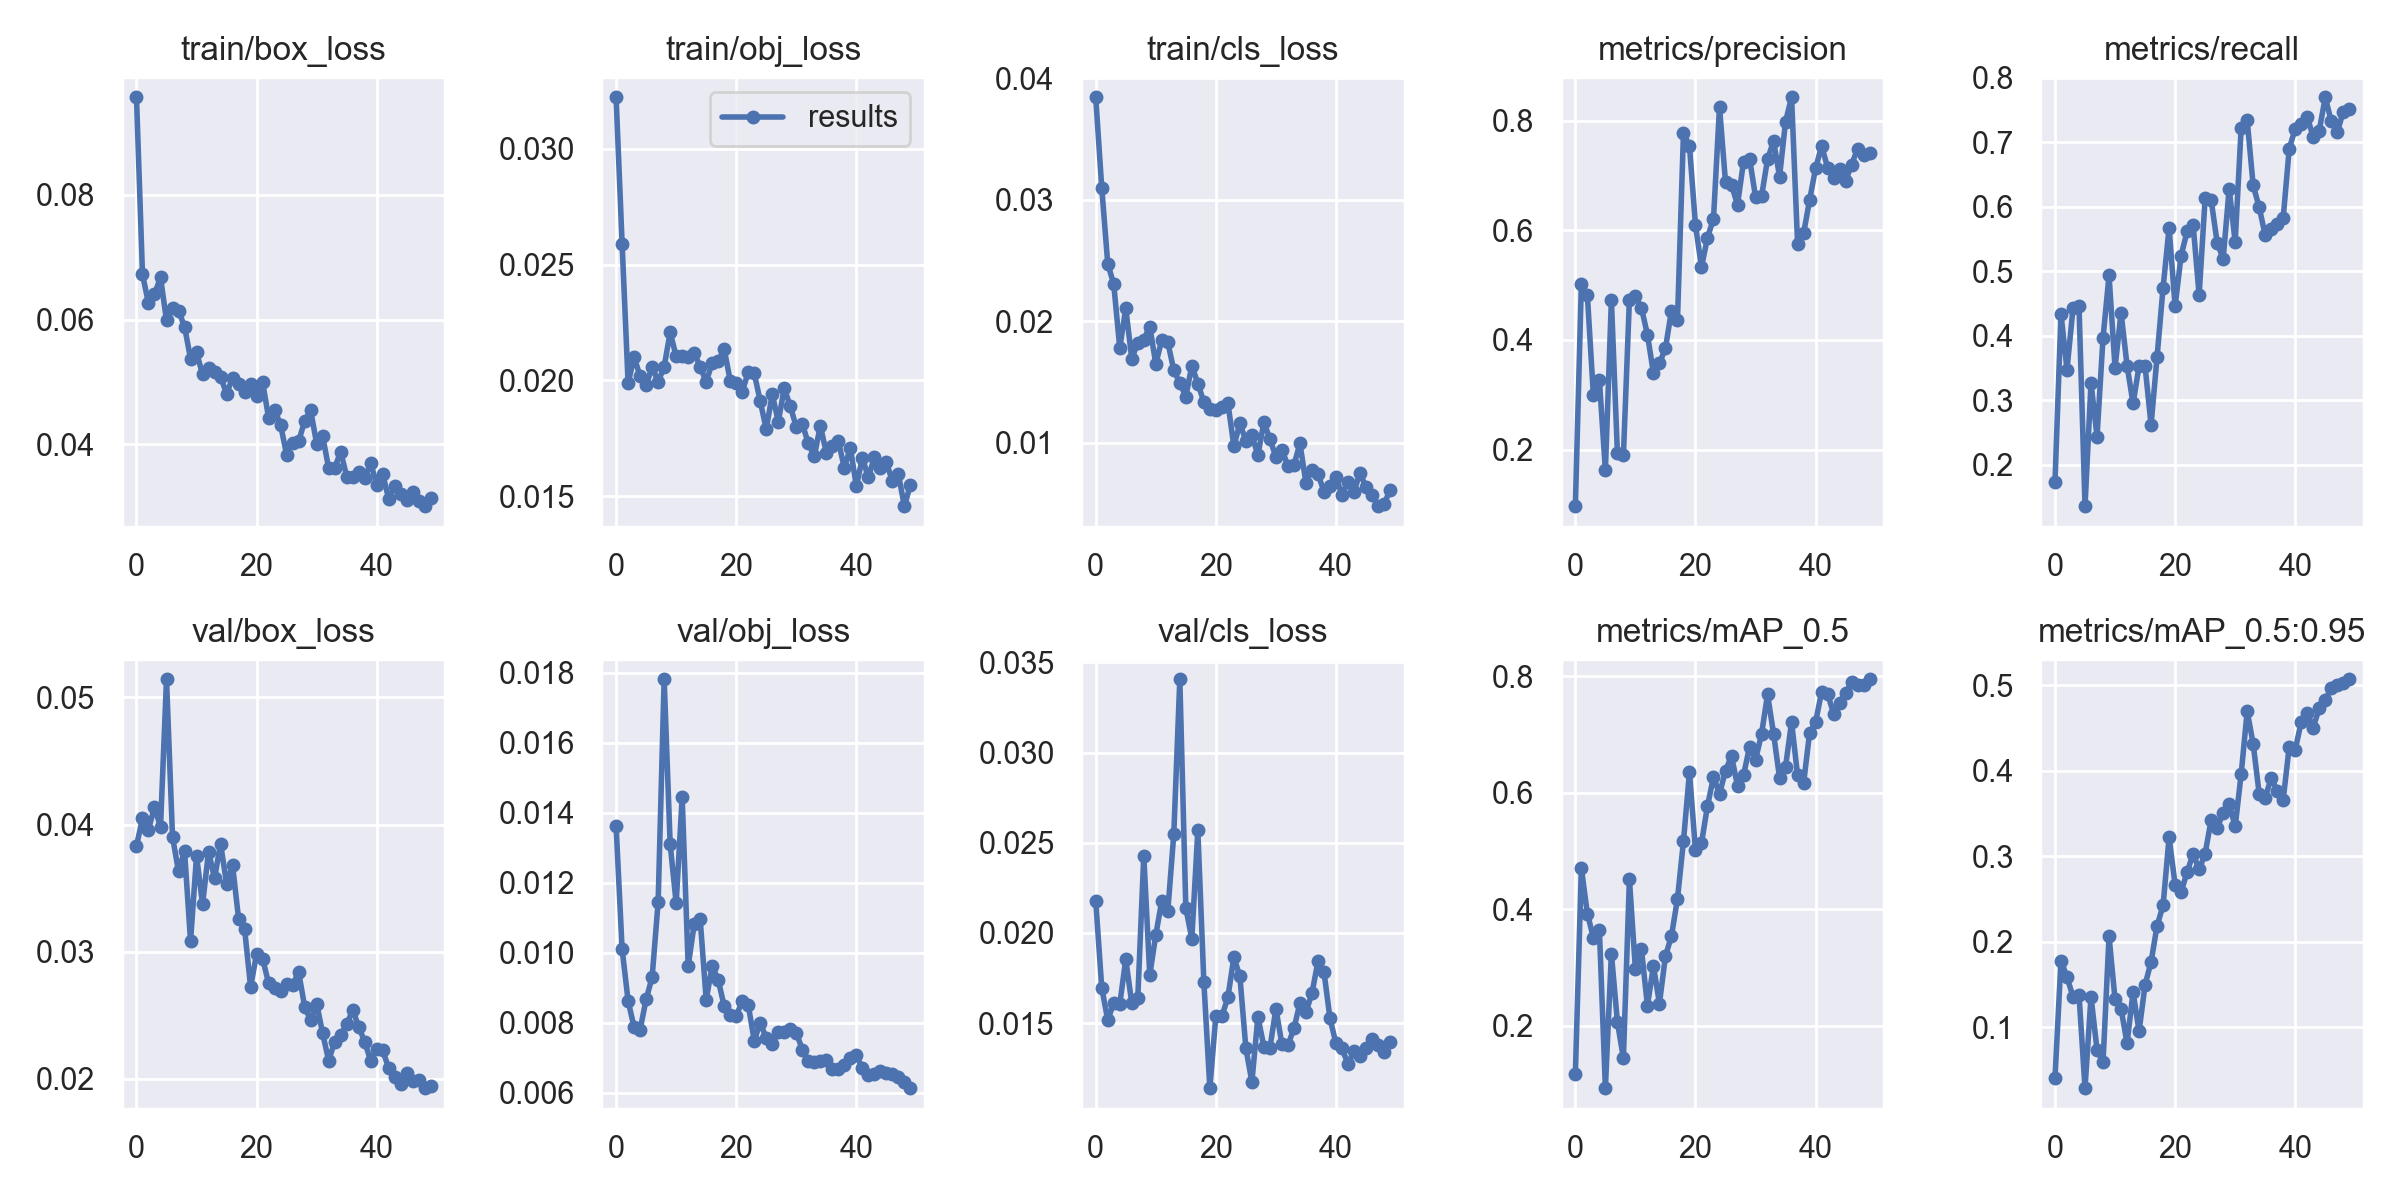 train/box_loss
0.08
0.06
0.04
0 20 40
train/obj_loss
results
0.030
0.025
0.020
0.015
0 20 40
train/cls_loss
0.04
0.03
0.02
0.01
0 20 40
metrics/precision
0.8
0.6
0.4
0.2
0 20 40
metrics/recall
0.8
0.7
0.6
0.5
0.4
0.3
0.2
0 20 40
val/box_loss
0.05
0.04
0.03
0.02
0 20 40
val/obj_loss
0.018
0.016
0.014
0.012
0.010
0.008
0.006
0 20 40
val/cls_loss
0.035
0.030
0.025
0.020
0.015
0 20 40
metrics/mAP_0.5
0.8
0.6
0.4
0.2
0 20 40
metrics/mAP_0.5:0.95
0.5
0.4
0.3
0.2
0.1
0 20 40